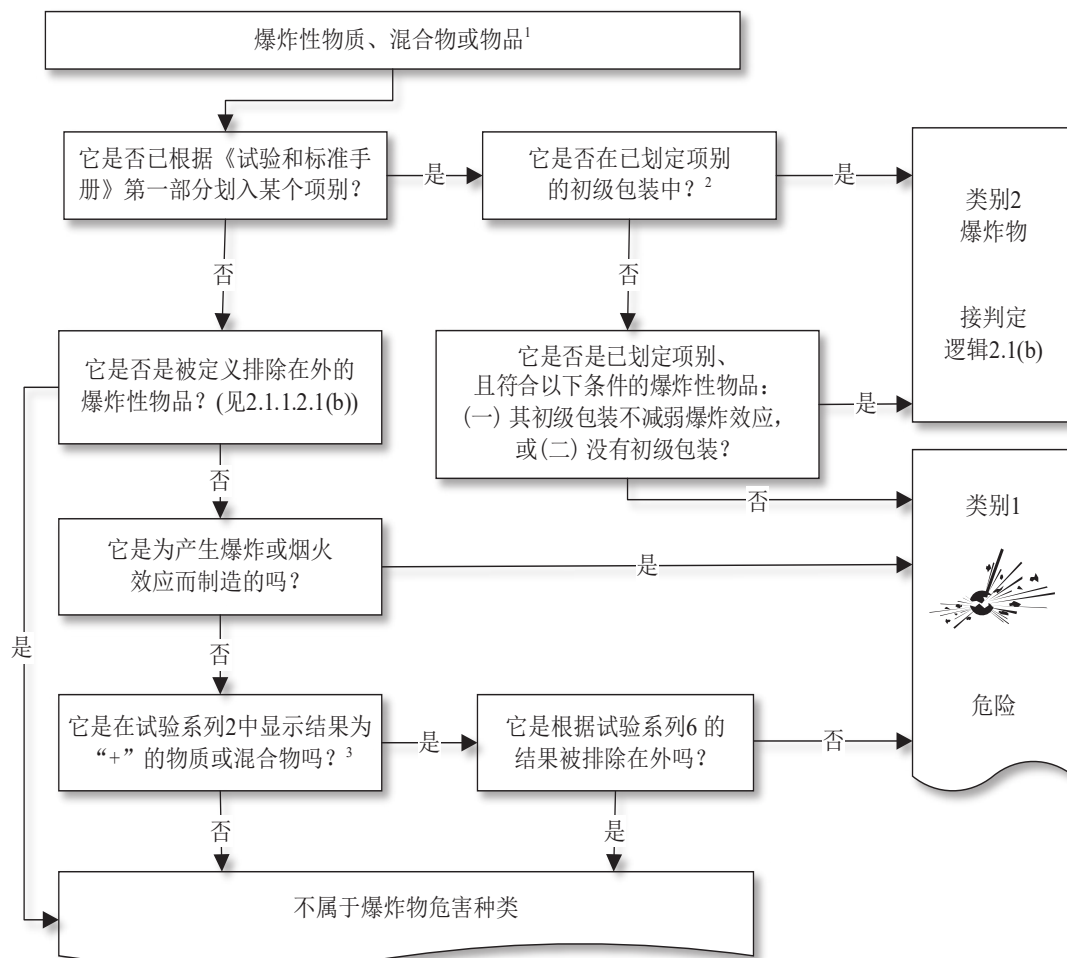 爆炸性物质、混合物或物品¹
它是否已根据《试验和标准手
册》第一部分划入某个项别？
是
它是否在已划定项别
的初级包装中？²
是
类别2
爆炸物
接判定
逻辑2.1(b)
否
否
它是否是被定义排除在外的
爆炸性物品？(见2.1.1.2.1(b))
它是否是已划定项别、
且符合以下条件的爆炸性物品：
(一) 其初级包装不减弱爆炸效应，
或(二) 没有初级包装？
是
否
否
类别1
它是为产生爆炸或烟火
效应而制造的吗？
是
是
否
危险
它是在试验系列2中显示结果为
“+”的物质或混合物吗？³
是
它是根据试验系列6 的
结果被排除在外吗？
否
否
是
不属于爆炸物危害种类